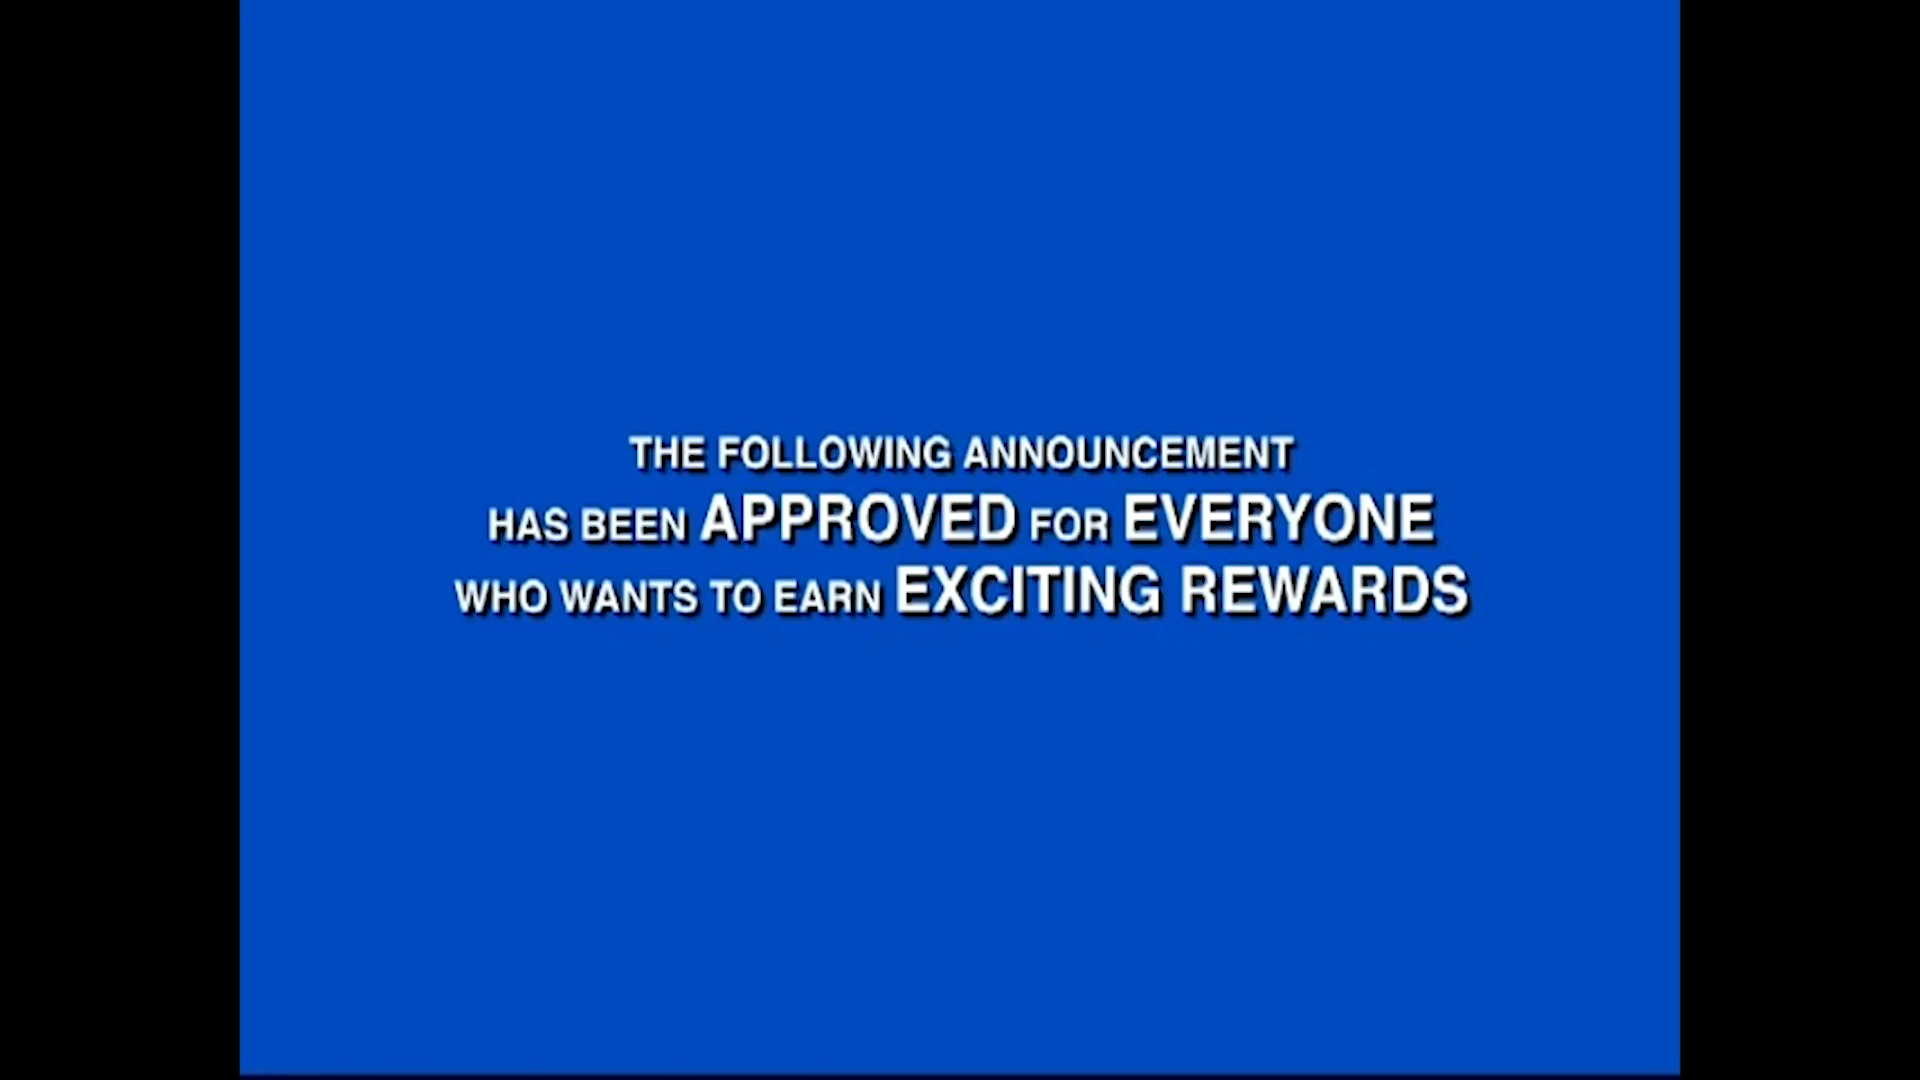 THE FOLLOWING ANNOUNCEMENT
HAS BEEN APPROVED FOR EVERYONE
WHO WANTS TO EARN EXCITING REWARDS